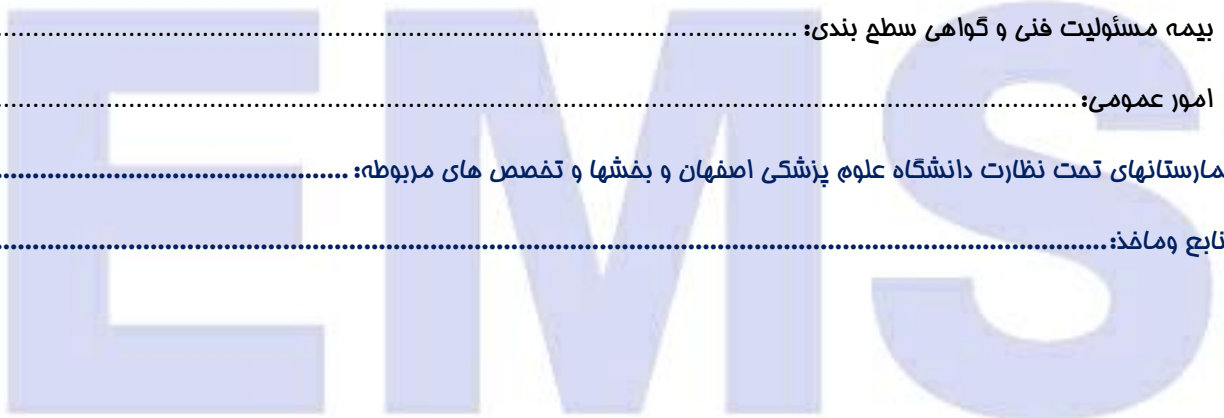 بیمه مسئولیت فنی و گواهی سطح بندی: ........................................................................................................
امور عمومی: ........................................................................................................
مارستانهای تحت نظارت دانشگاه علوم پزشکی اصفهان و بخشها و تخصص های مربوطه: ........................................................
نابع وماخذ: ........................................................................................................
EMS